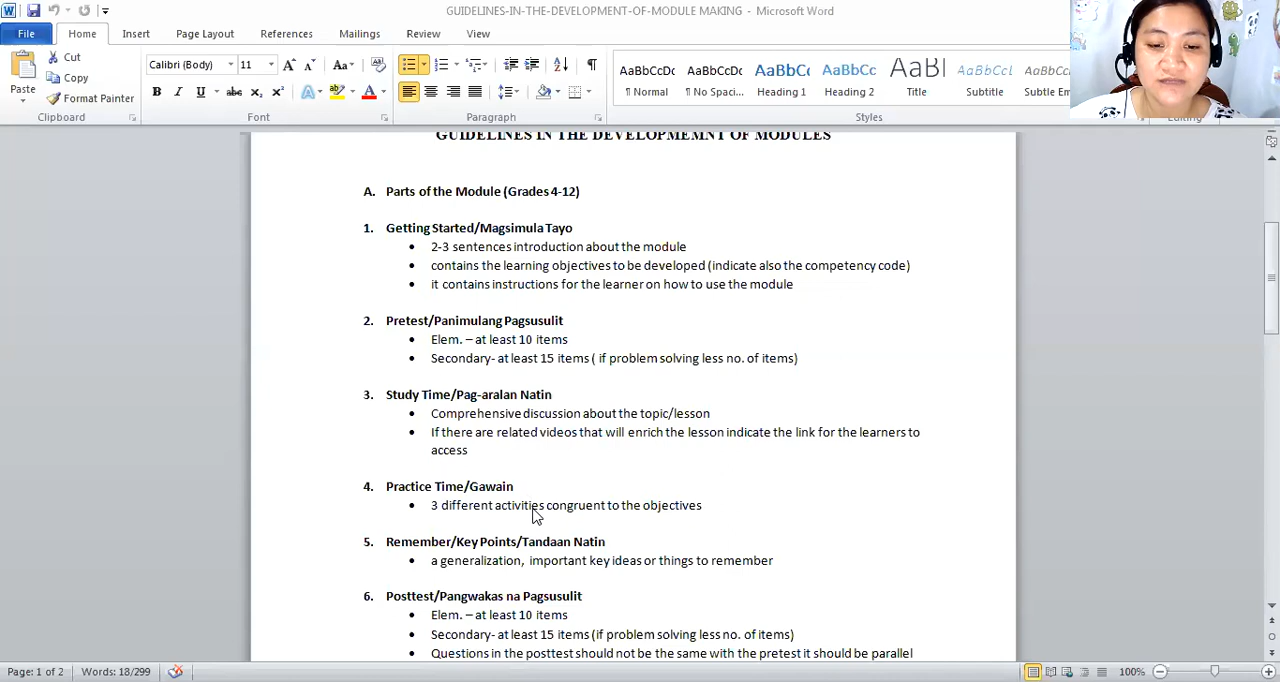 GUIDELINES-IN-THE-DEVELOPMENT-OF-MODULE MAKING - Microsoft Word
File Home Insert Page Layout References Mailings Review View
Cut
Copy
Paste
Format Painter
Clipboard
Calibri (Body) 11
Font
Paragraph
AaBbCcDc AaBbCcDc AaBbCc AaBbCc AaBl AaBbCcL AaBbCcDc
¶ Normal ¶ No Spaci... Heading 1 Heading 2 Title Subtitle Subtle Em...
Styles
Editing
GUIDELINES IN THE DEVELOPMEMNT OF MODULES
A. Parts of the Module (Grades 4-12)
1. Getting Started/Magsimula Tayo
• 2-3 sentences introduction about the module
• contains the learning objectives to be developed (indicate also the competency code)
• it contains instructions for the learner on how to use the module
2. Pretest/Panimulang Pagsusulit
• Elem. – at least 10 items
• Secondary- at least 15 items ( if problem solving less no. of items)
3. Study Time/Pag-aralan Natin
• Comprehensive discussion about the topic/lesson
• If there are related videos that will enrich the lesson indicate the link for the learners to
access
4. Practice Time/Gawain
• 3 different activities congruent to the objectives
5. Remember/Key Points/Tandaan Natin
• a generalization, important key ideas or things to remember
6. Posttest/Pangwakas na Pagsusulit
• Elem. – at least 10 items
• Secondary- at least 15 items (if problem solving less no. of items)
• Questions in the posttest should not be the same with the pretest it should be parallel
Page: 1 of 2 Words: 18/299 100%